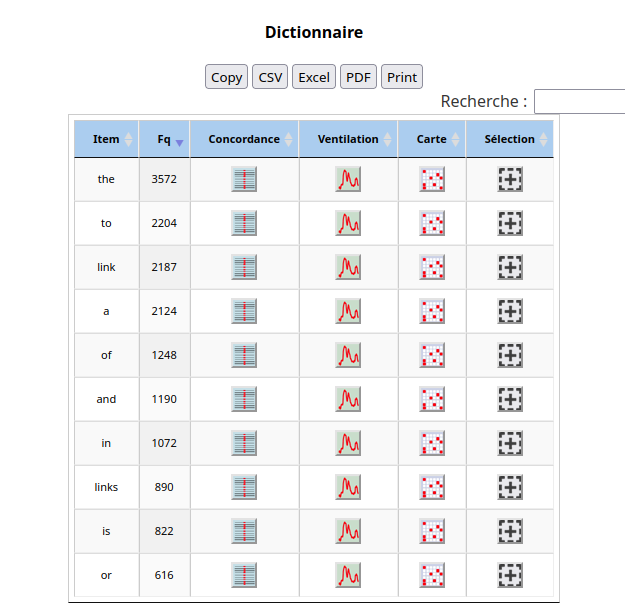 Dictionnaire
Copy CSV Excel PDF Print
Recherche :
Item Fq Concordance Ventilation Carte Sélection
the 3572
to 2204
link 2187
a 2124
of 1248
and 1190
in 1072
links 890
is 822
or 616